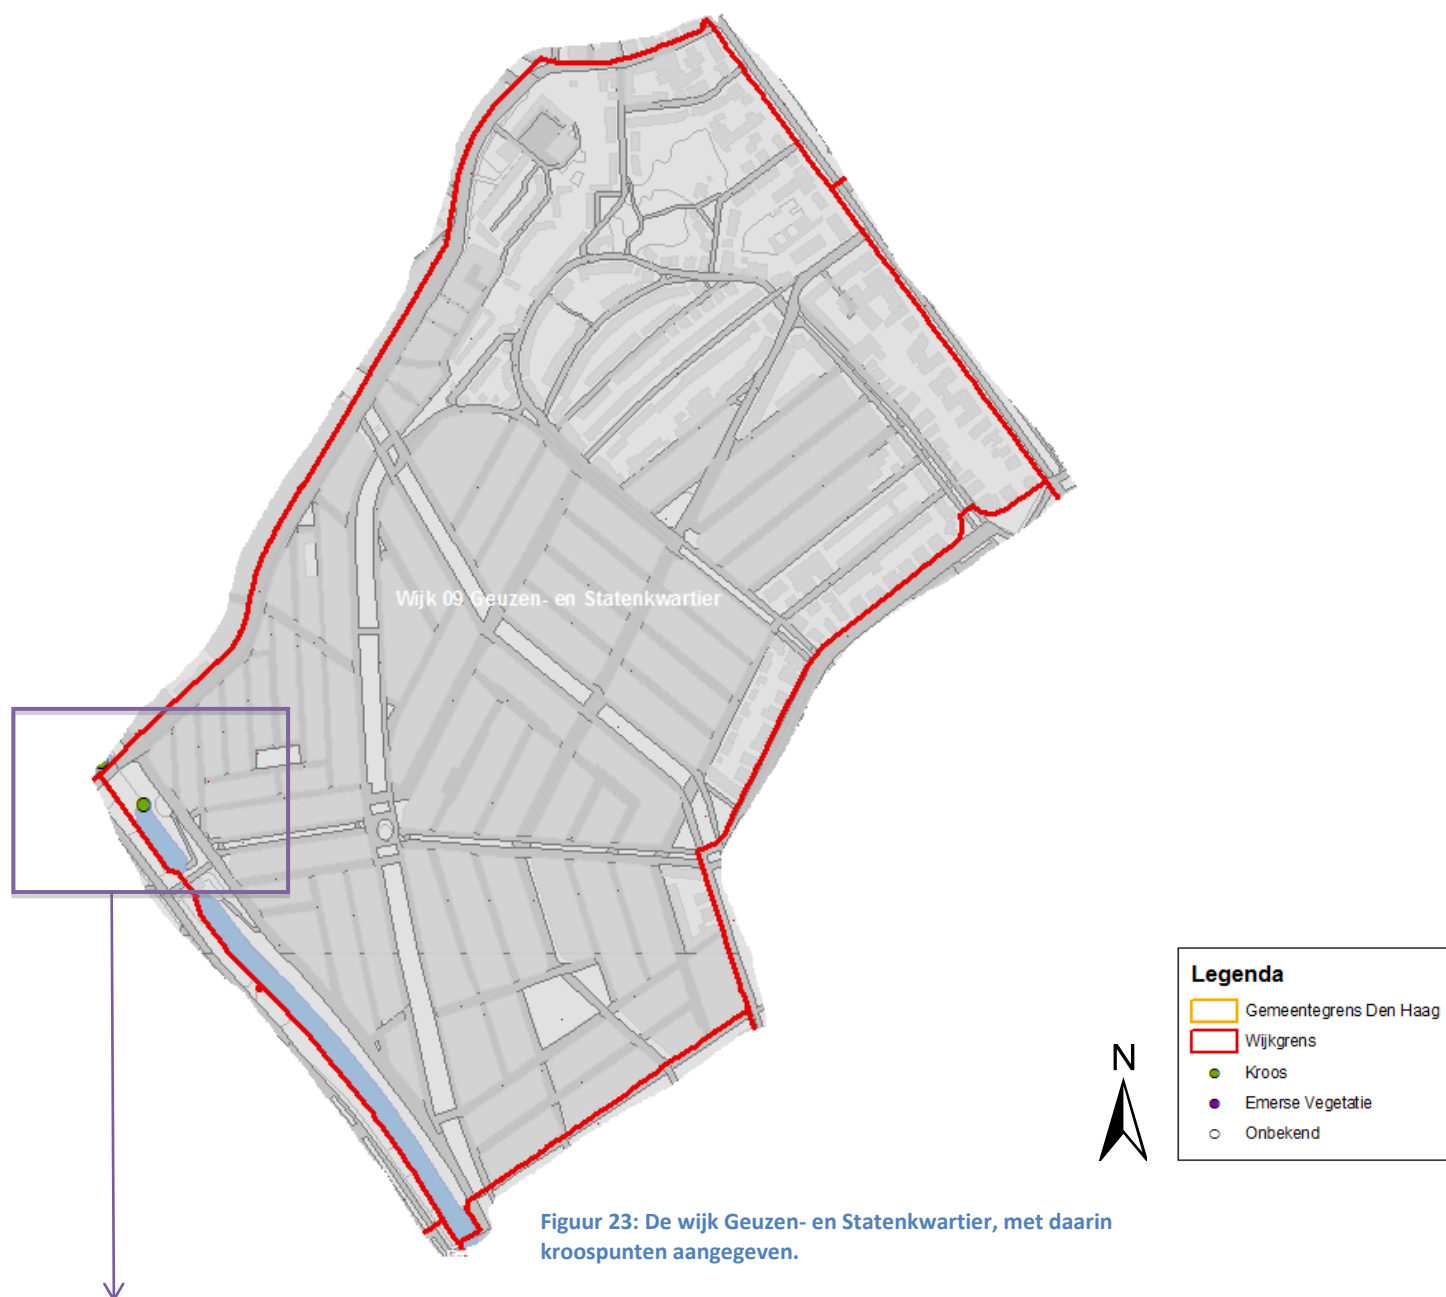 Wijk 09 Geuzen- en Statenkwartier
Legenda
Gemeentegrens Den Haag
Wijkgrens
Kroos
Emerse Vegetatie
Onbekend
N
Figuur 23: De wijk Geuzen- en Statenkwartier, met daarin
kroospunten aangegeven.